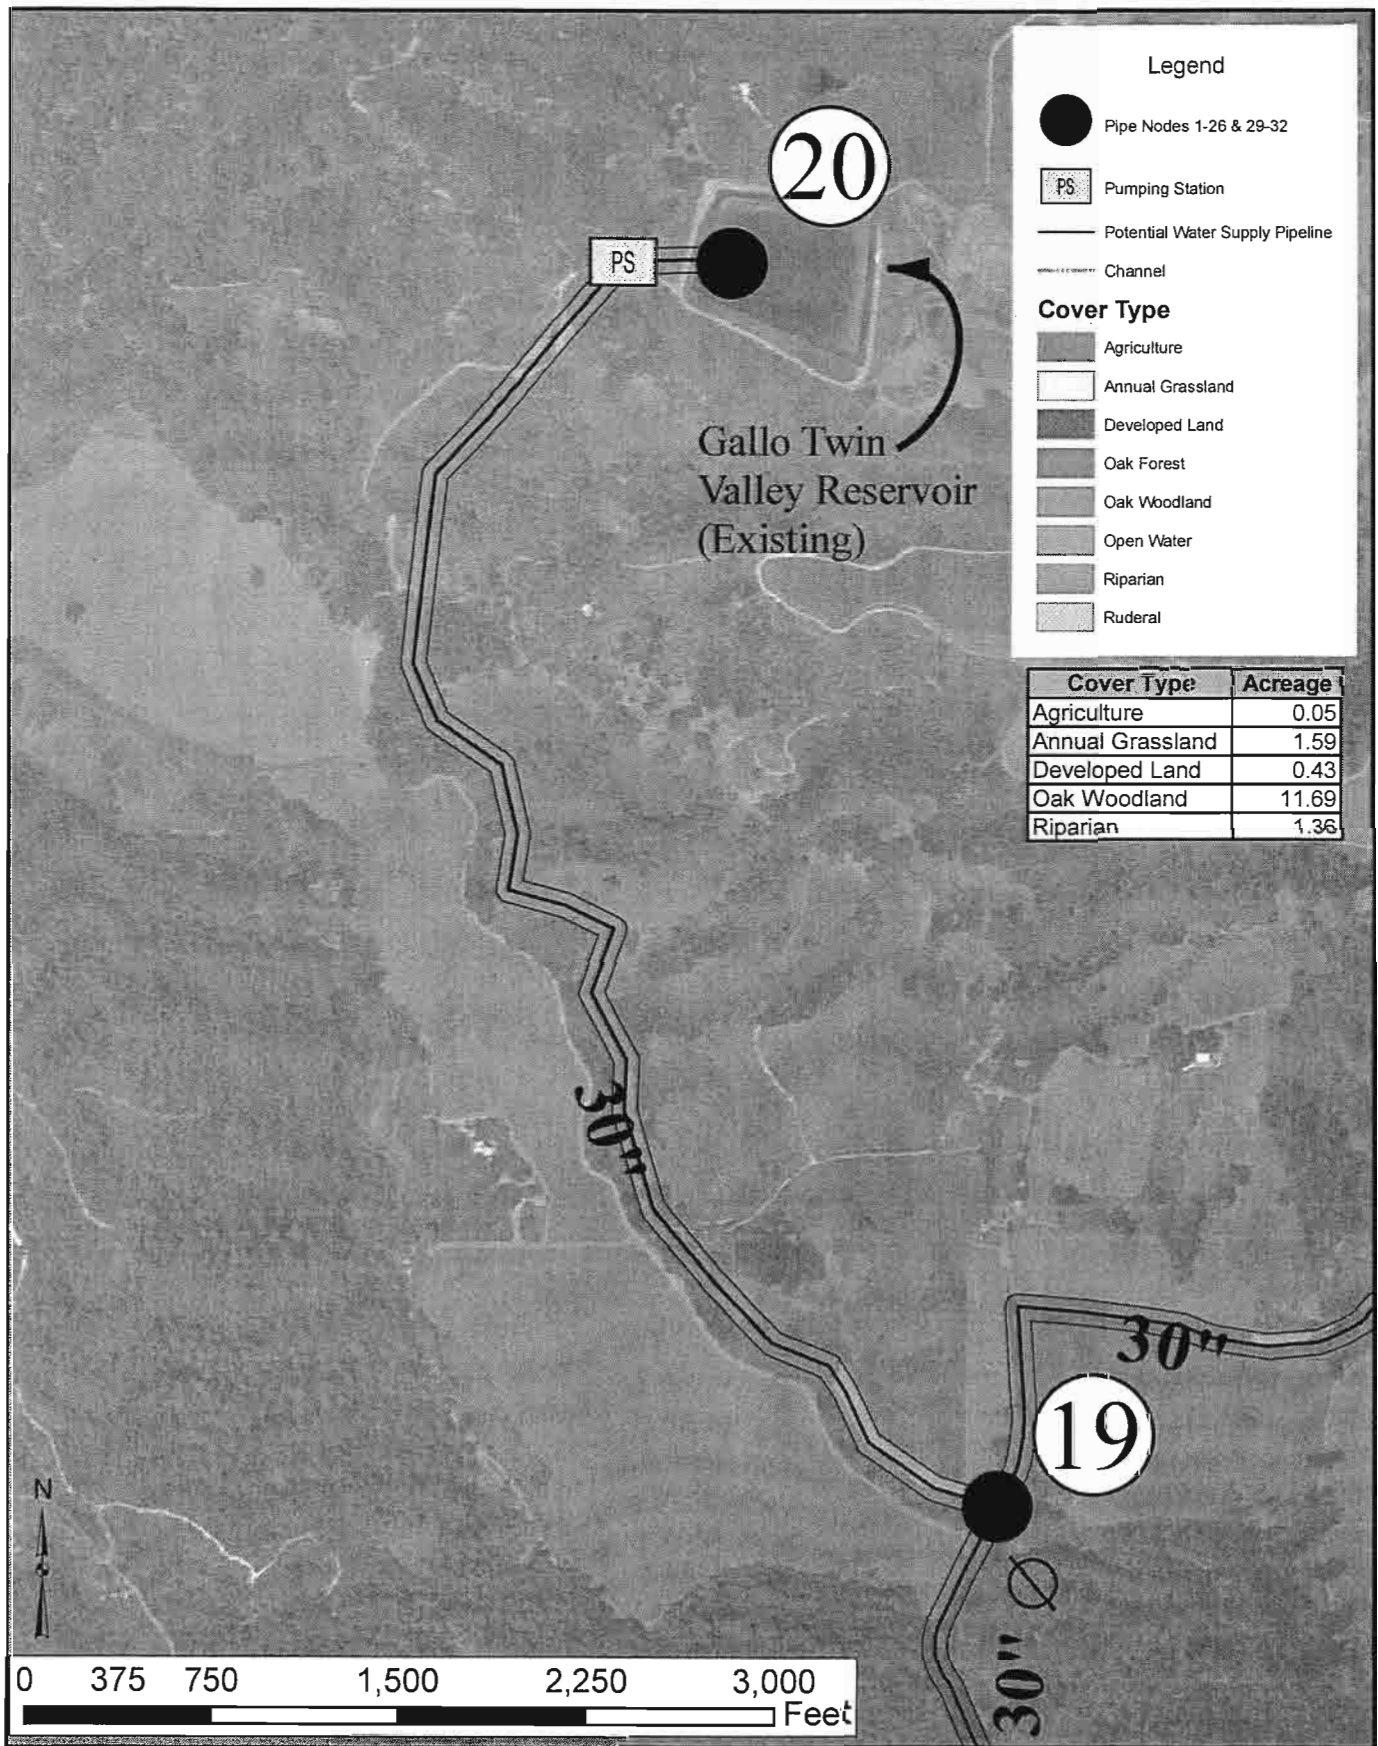 Legend
Pipe Nodes 1-26 & 29-32
PS Pumping Station
Potential Water Supply Pipeline
Channel
Cover Type
Agriculture
Annual Grassland
Developed Land
Oak Forest
Oak Woodland
Open Water
Riparian
Ruderal
Cover Type Acreage
Agriculture 0.05
Annual Grassland 1.59
Developed Land 0.43
Oak Woodland 11.69
Riparian 1.36
20
PS
Gallo Twin
Valley Reservoir
(Existing)
30"
30"
19
30" Ø
N
0 375 750 1,500 2,250 3,000
Feet